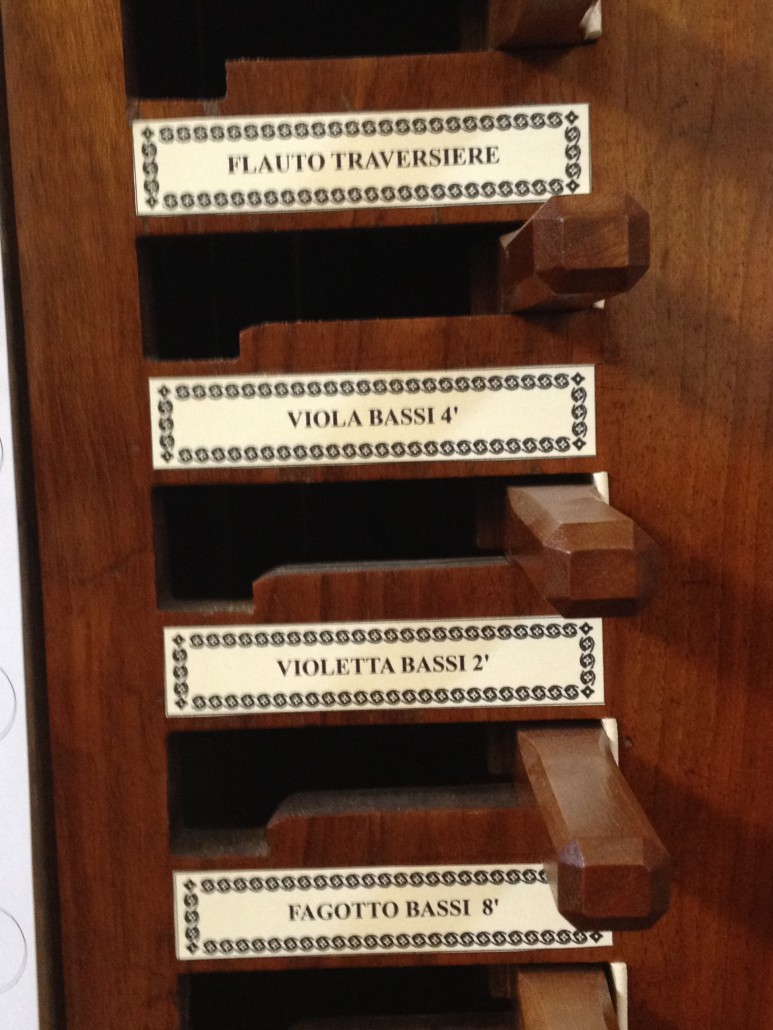 FLAUTO TRAVERSIERE
VIOLA BASSI 4'
VIOLETTA BASSI 2'
FAGOTTO BASSI 8'